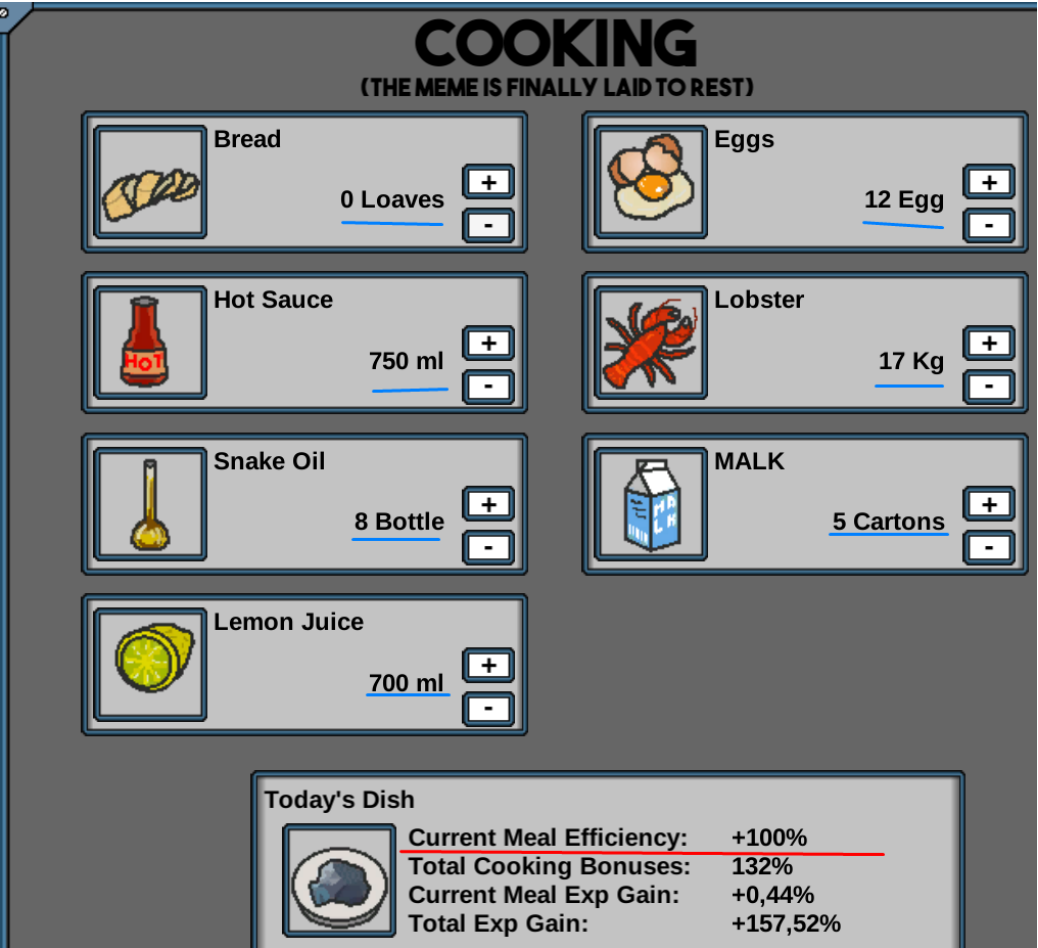 COOKING
(THE MEME IS FINALLY LAID TO REST)
Bread
0 Loaves
+
-
Eggs
12 Egg
+
-
Hot Sauce
HOT
750 ml
+
-
Lobster
17 Kg
+
-
Snake Oil
8 Bottle
+
-
MALK
MA
LK
5 Cartons
+
-
Lemon Juice
700 ml
+
-
Today's Dish
Current Meal Efficiency: +100%
Total Cooking Bonuses: 132%
Current Meal Exp Gain: +0,44%
Total Exp Gain: +157,52%